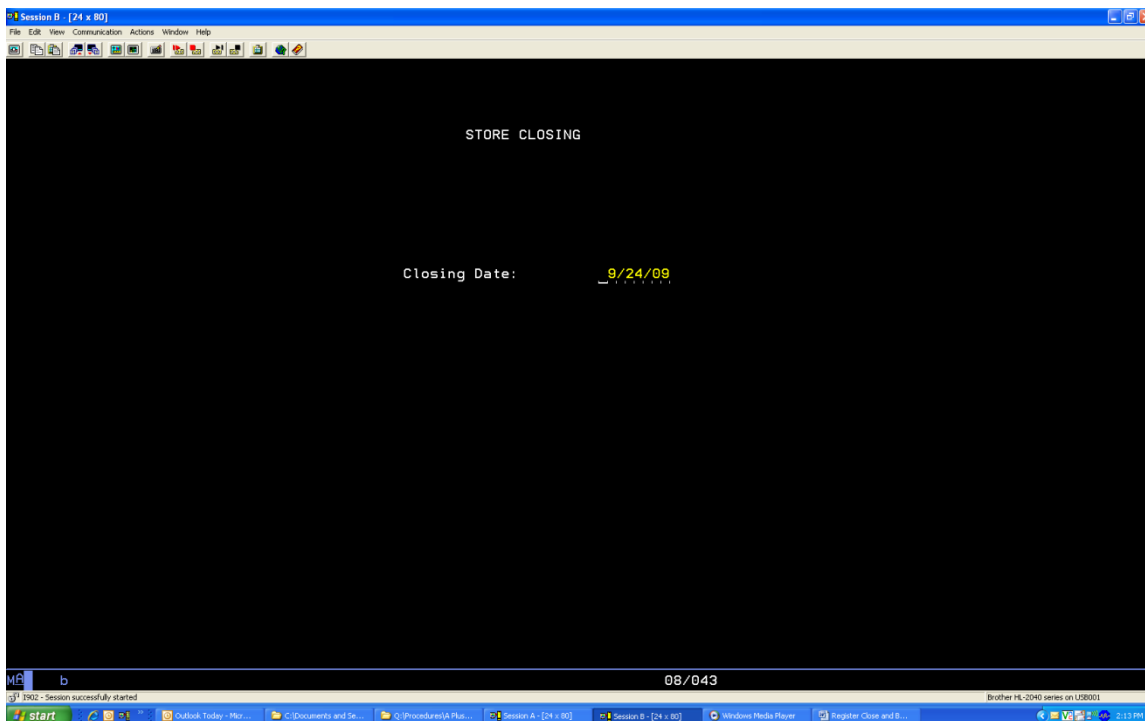 Session B - [24 x 80]
File Edit View Communication Actions Window Help
STORE CLOSING
Closing Date: 9/24/09
MA b 08/043
I902 - Session successfully started Brother HL-2040 series on USB001
start Outlook Today - Micr... C:\Documents and Se... Q:\Procedures\A Plus... Session A - [24 x 80] Session B - [24 x 80] Windows Media Player Register Close and B... 2:13 PM